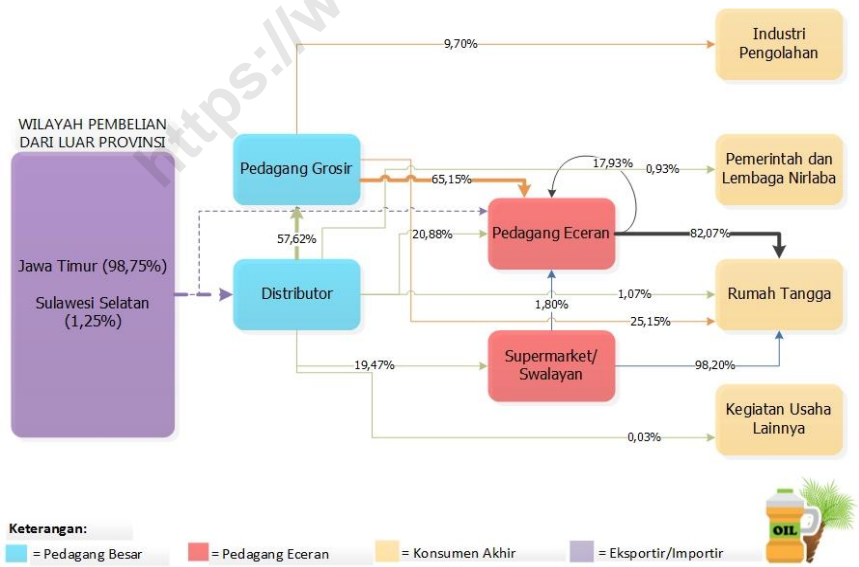 https://w
Industri
Pengolahan
9,70%
WILAYAH PEMBELIAN
DARI LUAR PROVINSI
Pedagang Grosir
17,93%
0,93%
Pemerintah dan
Lembaga Nirlaba
65,15%
Pedagang Eceran
82,07%
57,62%
20,88%
Jawa Timur (98,75%)
Sulawesi Selatan
(1,25%)
Distributor
1,80%
1,07%
Rumah Tangga
25,15%
Supermarket/
Swalayan
19,47%
98,20%
Kegiatan Usaha
Lainnya
0,03%
Keterangan:
= Pedagang Besar
= Pedagang Eceran
= Konsumen Akhir
= Eksportir/Importir
OIL